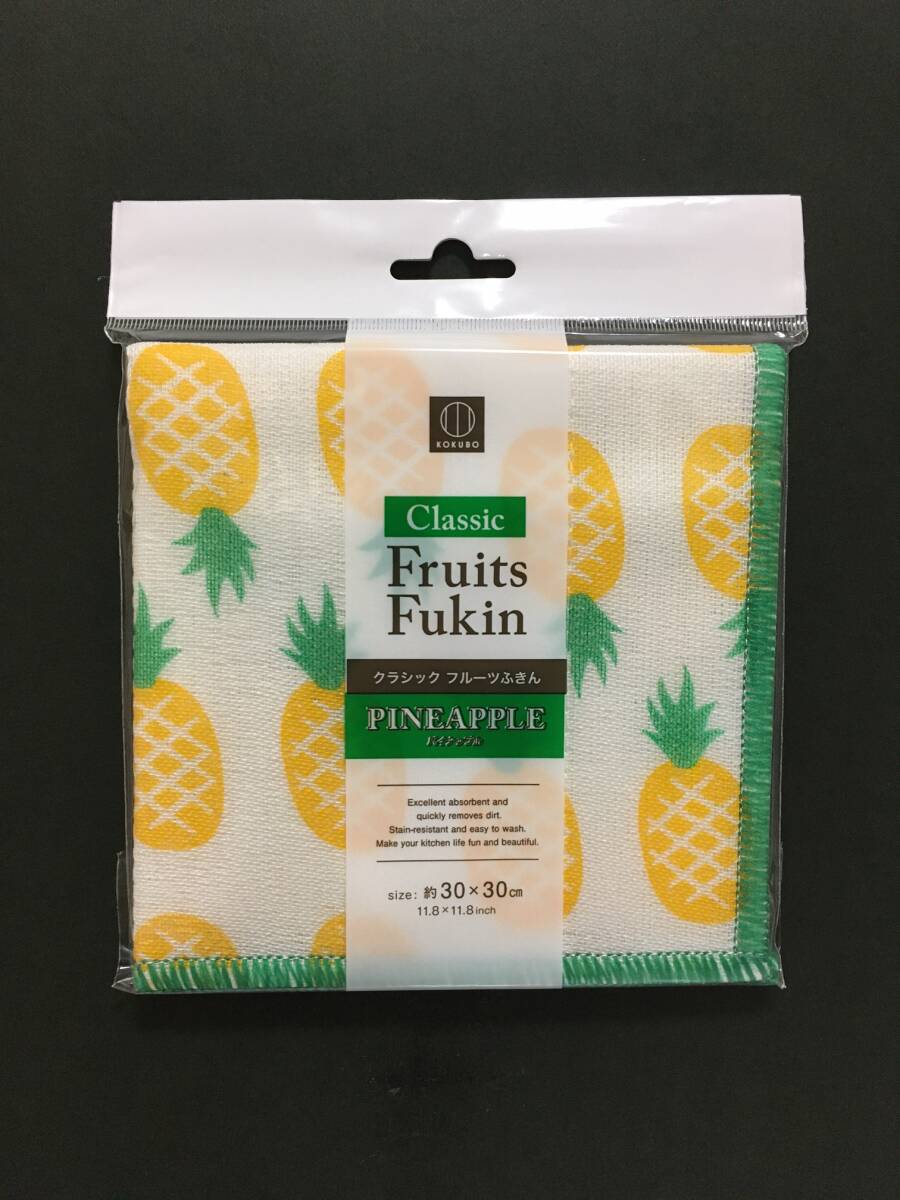 KOKUBO
Classic
Fruits
Fukin
クラシック フルーツふきん
PINEAPPLE
パイナップル
Excellent absorbent and
quickly removes dirt.
Stain-resistant and easy to wash.
Make your kitchen life fun and beautiful.
size: 約30×30cm
11.8×11.8inch